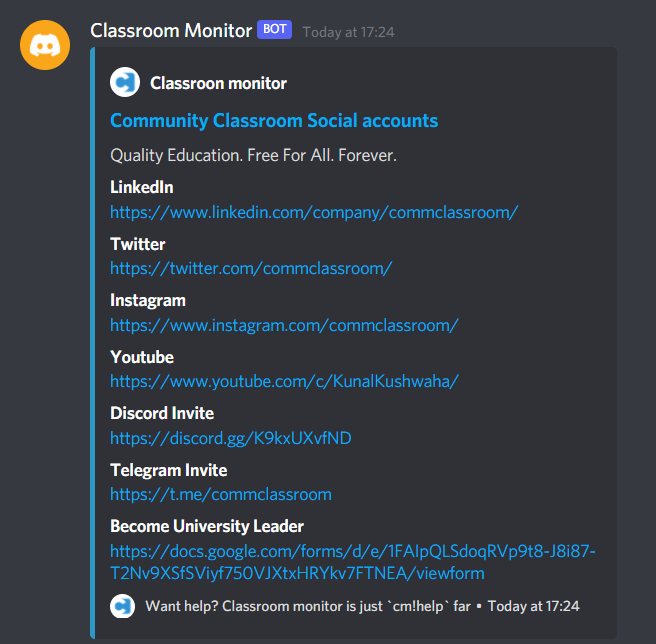 Classroom Monitor BOT Today at 17:24
Classroon monitor
Community Classroom Social accounts
Quality Education. Free For All. Forever.
LinkedIn
https://www.linkedin.com/company/commclassroom/
Twitter
https://twitter.com/commclassroom/
Instagram
https://www.instagram.com/commclassroom/
Youtube
https://www.youtube.com/c/KunalKushwaha/
Discord Invite
https://discord.gg/K9kxUXvfND
Telegram Invite
https://t.me/commclassroom
Become University Leader
https://docs.google.com/forms/d/e/1FAIpQLSdoqRVp9t8-J8i87-
T2Nv9XSfSViyf750VJXtxHRYkv7FTNEA/viewform
Want help? Classroom monitor is just `cm!help` far • Today at 17:24